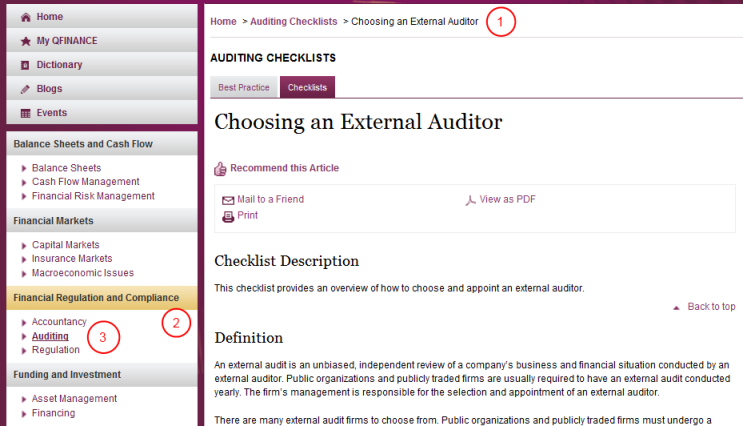 Home
My QFINANCE
Dictionary
Blogs
Events
Balance Sheets and Cash Flow
Balance Sheets
Cash Flow Management
Financial Risk Management
Financial Markets
Capital Markets
Insurance Markets
Macroeconomic Issues
Financial Regulation and Compliance
Accountancy
2
Auditing
3
Regulation
Funding and Investment
Asset Management
Financing
Home > Auditing Checklists > Choosing an External Auditor
1
AUDITING CHECKLISTS
Best Practice Checklists
Choosing an External Auditor
Recommend this Article
Mail to a Friend View as PDF
Print
Checklist Description
This checklist provides an overview of how to choose and appoint an external auditor.
Back to top
Definition
An external audit is an unbiased, independent review of a company's business and financial situation conducted by an
external auditor. Public organizations and publicly traded firms are usually required to have an external audit conducted
yearly. The firm's management is responsible for the selection and appointment of an external auditor.
There are many external audit firms to choose from. Public organizations and publicly traded firms must undergo a